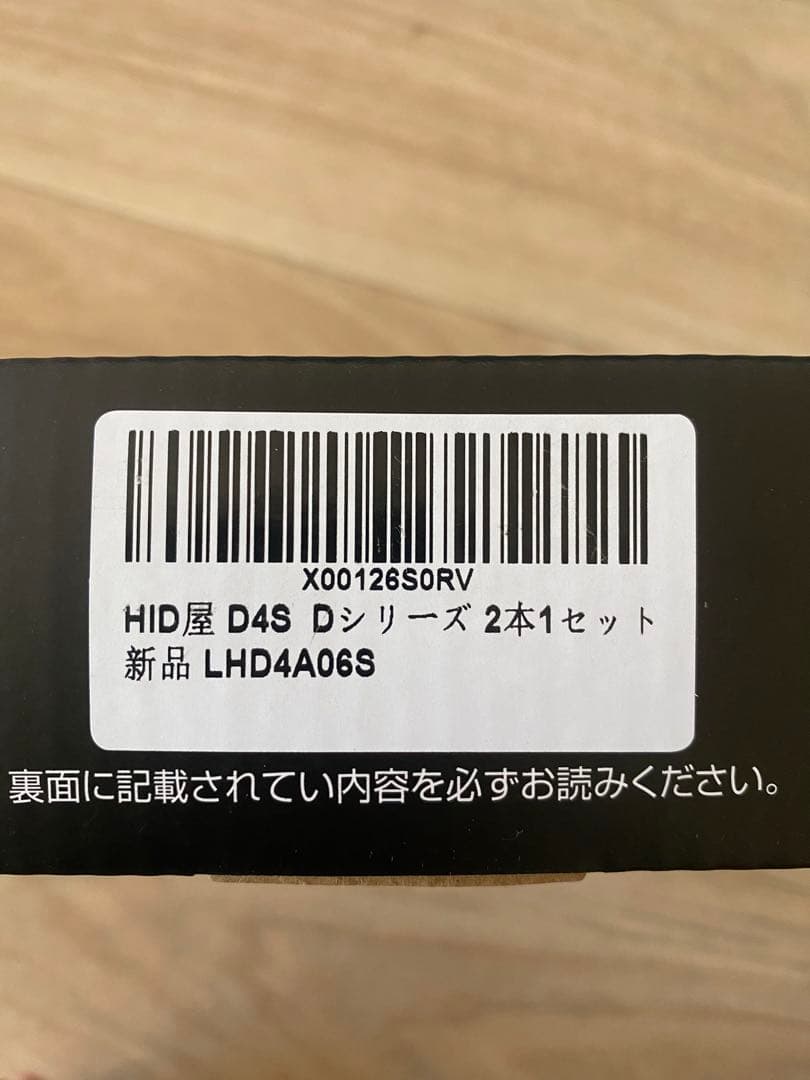 X00126S0RV
HID屋 D4S Dシリーズ 2本1セット
新品 LHD4A06S
裏面に記載されてい内容を必ずお読みください。